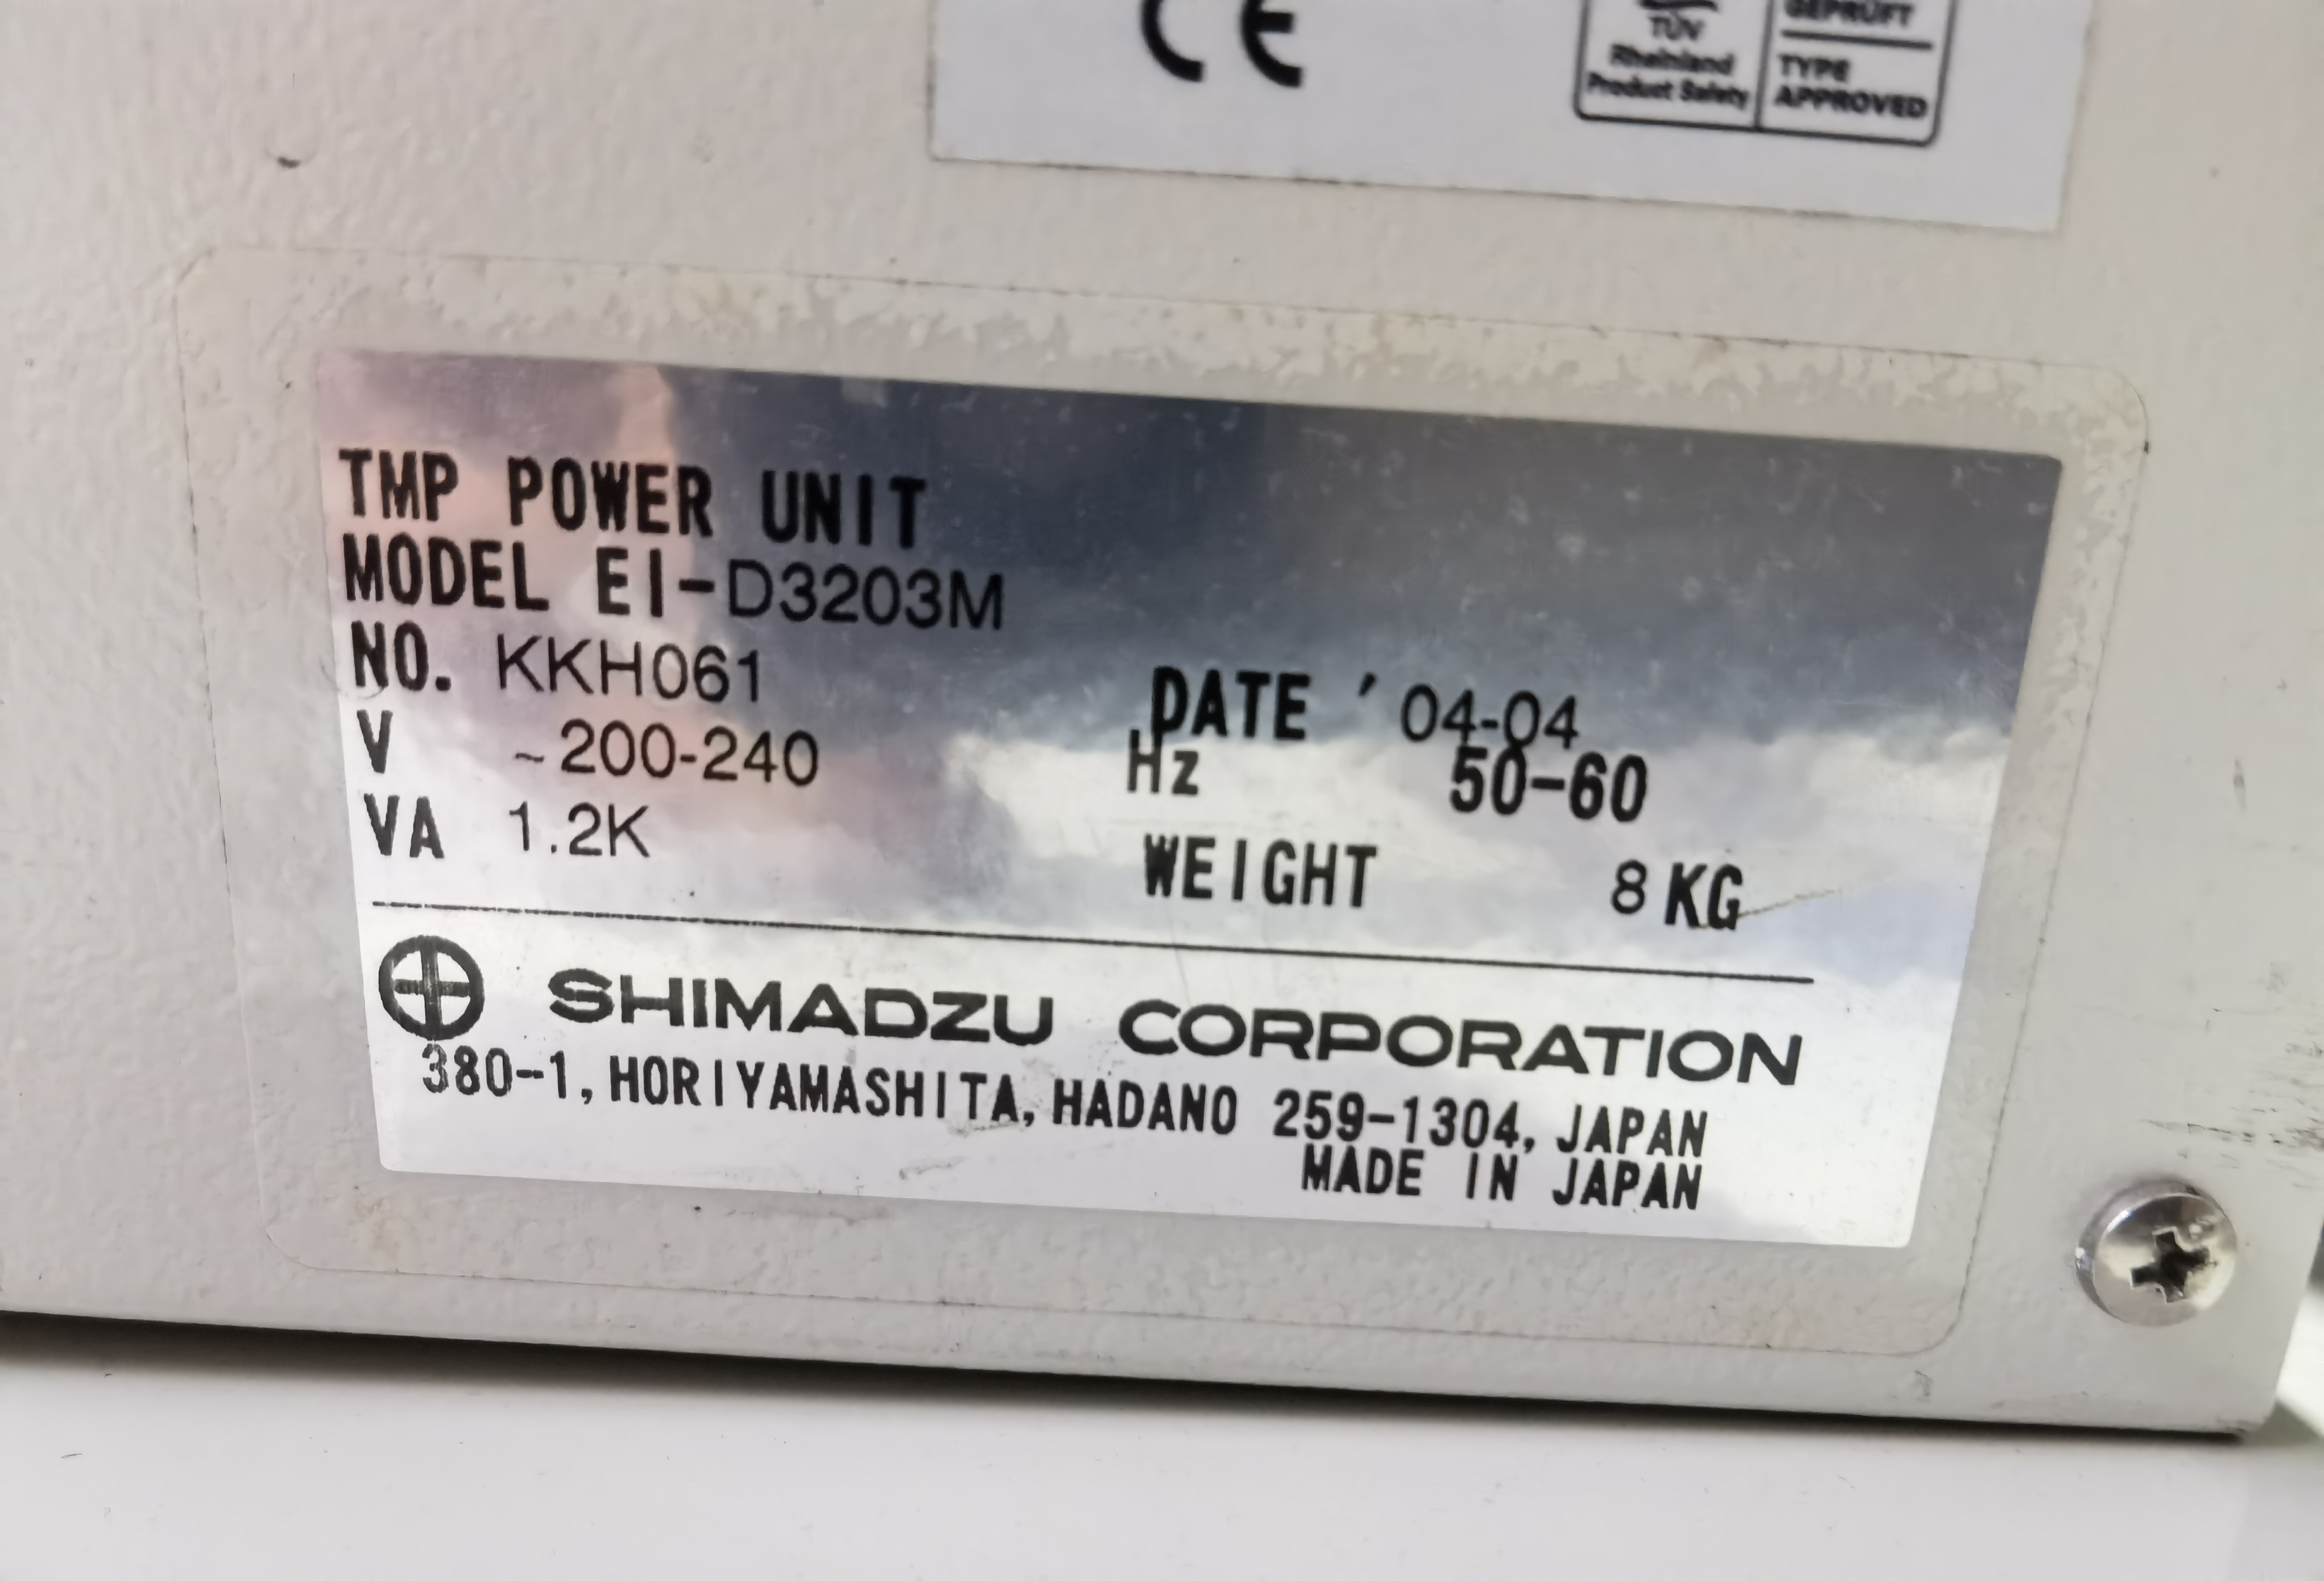 CE
TÜV
Rheinland
Product Safety
GEPRÜFT
TYPE
APPROVED
TMP POWER UNIT
MODEL EI-D3203M
NO. KKH061
DATE '04-04
V ~200-240
Hz 50-60
VA 1.2K
WEIGHT 8 KG
SHIMADZU CORPORATION
380-1, HORIYAMASHITA, HADANO 259-1304, JAPAN
MADE IN JAPAN